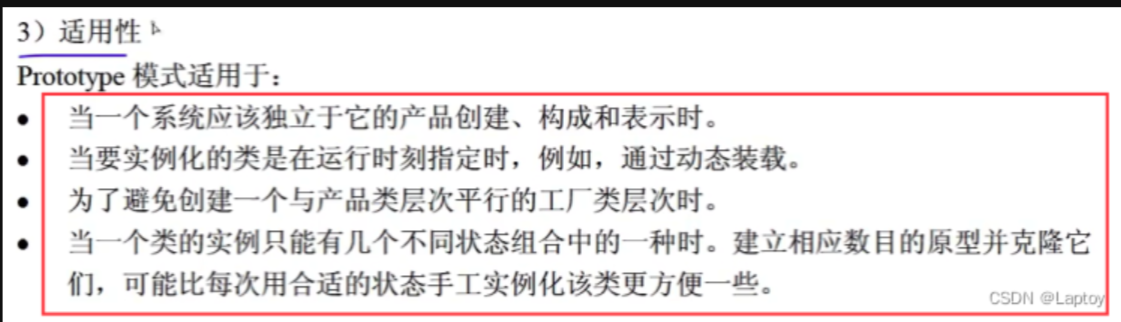 3）适用性
Prototype 模式适用于：
● 当一个系统应该独立于它的产品创建、构成和表示时。
● 当要实例化的类是在运行时刻指定时，例如，通过动态装载。
● 为了避免创建一个与产品类层次平行的工厂类层次时。
● 当一个类的实例只能有几个不同状态组合中的一种时。建立相应数目的原型并克隆它
们，可能比每次用合适的状态手工实例化该类更方便一些。
CSDN @Laptoy